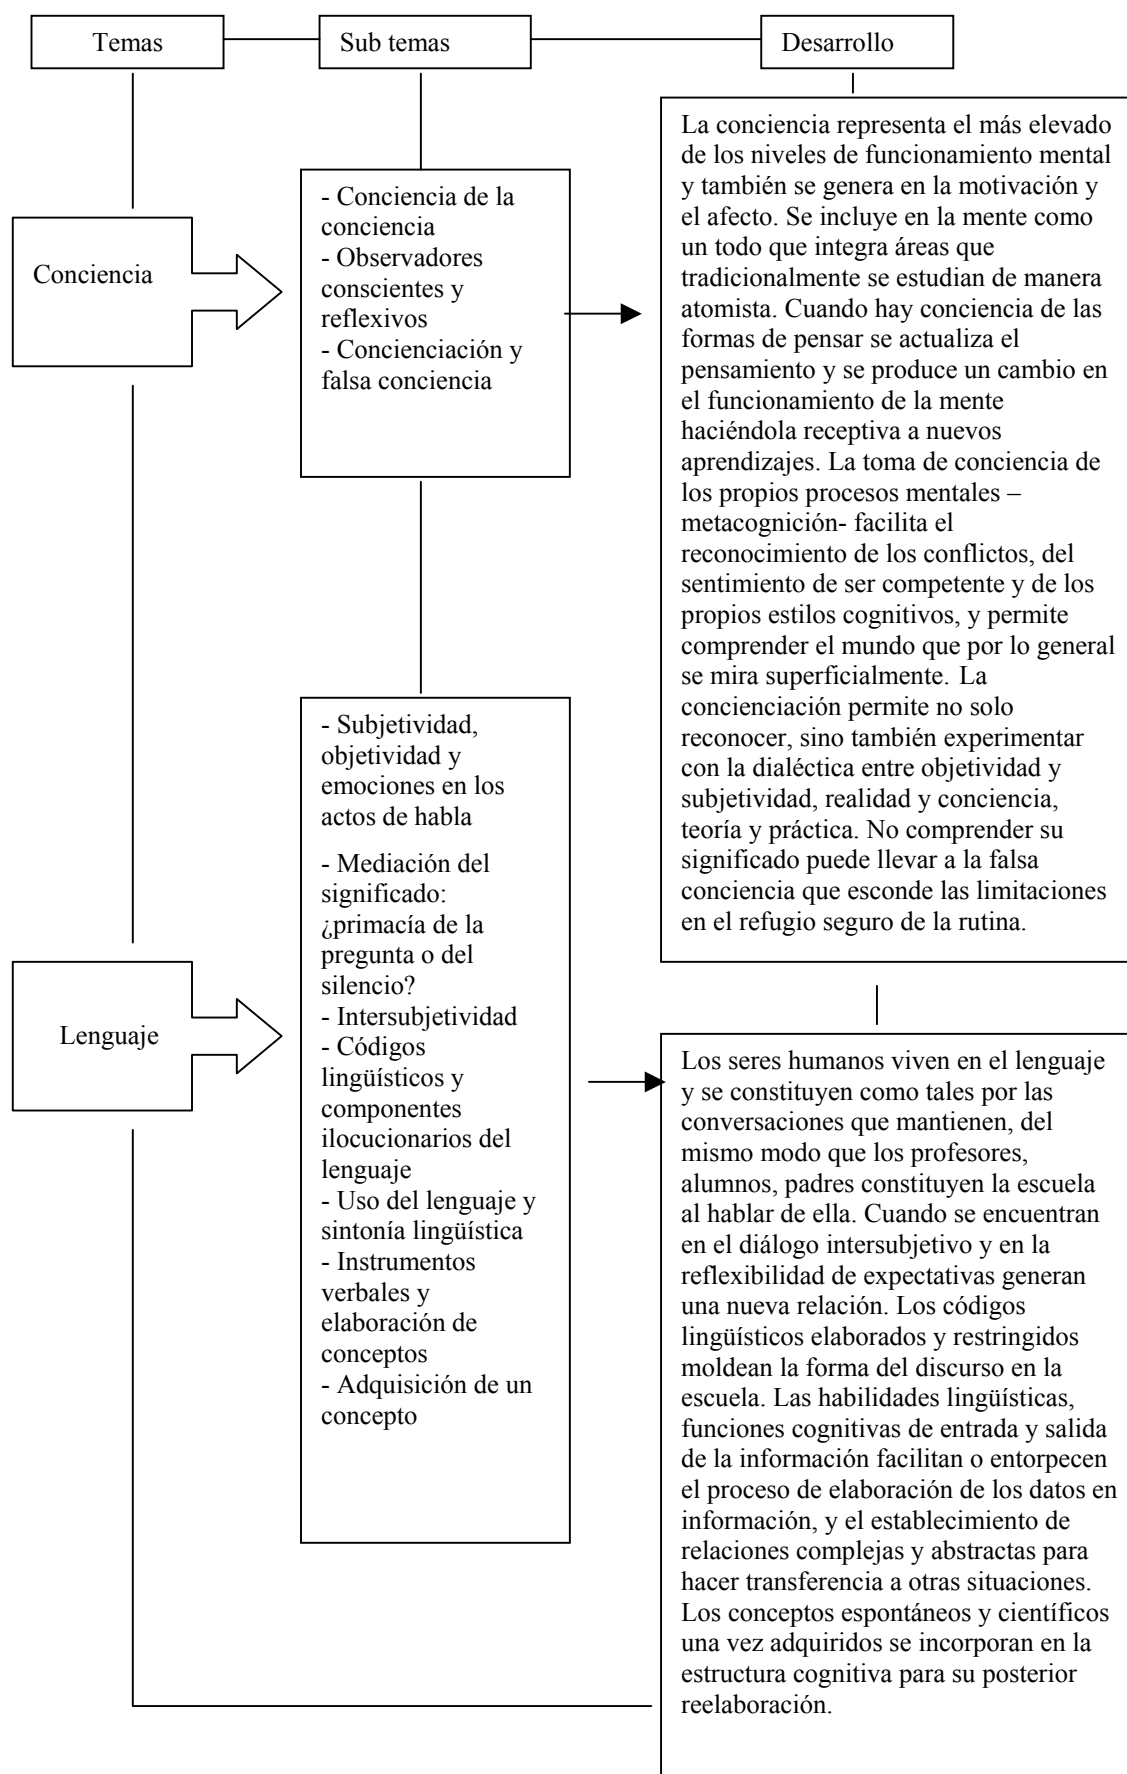 Temas
Sub temas
Desarrollo
Conciencia
- Conciencia de la
conciencia
- Observadores
conscientes y
reflexivos
- Concienciación y
falsa conciencia
La conciencia representa el más elevado
de los niveles de funcionamiento mental
y también se genera en la motivación y
el afecto. Se incluye en la mente como
un todo que integra áreas que
tradicionalmente se estudian de manera
atomista. Cuando hay conciencia de las
formas de pensar se actualiza el
pensamiento y se produce un cambio en
el funcionamiento de la mente
haciéndola receptiva a nuevos
aprendizajes. La toma de conciencia de
los propios procesos mentales –
metacognición- facilita el
reconocimiento de los conflictos, del
sentimiento de ser competente y de los
propios estilos cognitivos, y permite
comprender el mundo que por lo general
se mira superficialmente. La
concienciación permite no solo
reconocer, sino también experimentar
con la dialéctica entre objetividad y
subjetividad, realidad y conciencia,
teoría y práctica. No comprender su
significado puede llevar a la falsa
conciencia que esconde las limitaciones
en el refugio seguro de la rutina.
Lenguaje
- Subjetividad,
objetividad y
emociones en los
actos de habla
- Mediación del
significado:
¿primacía de la
pregunta o del
silencio?
- Intersubjetividad
- Códigos
lingüísticos y
componentes
ilocucionarios del
lenguaje
- Uso del lenguaje y
sintonía lingüística
- Instrumentos
verbales y
elaboración de
conceptos
- Adquisición de un
concepto
Los seres humanos viven en el lenguaje
y se constituyen como tales por las
conversaciones que mantienen, del
mismo modo que los profesores,
alumnos, padres constituyen la escuela
al hablar de ella. Cuando se encuentran
en el diálogo intersubjetivo y en la
reflexibilidad de expectativas generan
una nueva relación. Los códigos
lingüísticos elaborados y restringidos
moldean la forma del discurso en la
escuela. Las habilidades lingüísticas,
funciones cognitivas de entrada y salida
de la información facilitan o entorpecen
el proceso de elaboración de los datos en
información, y el establecimiento de
relaciones complejas y abstractas para
hacer transferencia a otras situaciones.
Los conceptos espontáneos y científicos
una vez adquiridos se incorporan en la
estructura cognitiva para su posterior
reelaboración.